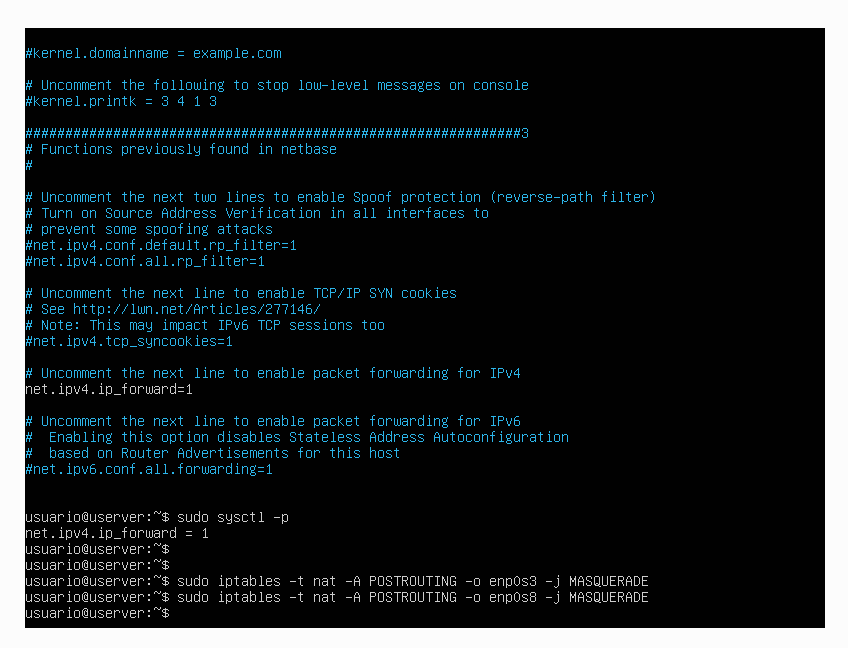 #kernel.domainname = example.com
# Uncomment the following to stop low-level messages on console
#kernel.printk = 3 4 1 3
##############################################################3
# Functions previously found in netbase
#
# Uncomment the next two lines to enable Spoof protection (reverse-path filter)
# Turn on Source Address Verification in all interfaces to
# prevent some spoofing attacks
#net.ipv4.conf.default.rp_filter=1
#net.ipv4.conf.all.rp_filter=1
# Uncomment the next line to enable TCP/IP SYN cookies
# See http://lwn.net/Articles/277146/
# Note: This may impact IPv6 TCP sessions too
#net.ipv4.tcp_syncookies=1
# Uncomment the next line to enable packet forwarding for IPv4
net.ipv4.ip_forward=1
# Uncomment the next line to enable packet forwarding for IPv6
#  Enabling this option disables Stateless Address Autoconfiguration
#  based on Router Advertisements for this host
#net.ipv6.conf.all.forwarding=1
usuario@userver:~$ sudo sysctl -p
net.ipv4.ip_forward = 1
usuario@userver:~$
usuario@userver:~$
usuario@userver:~$ sudo iptables -t nat -A POSTROUTING -o enp0s3 -j MASQUERADE
usuario@userver:~$ sudo iptables -t nat -A POSTROUTING -o enp0s8 -j MASQUERADE
usuario@userver:~$